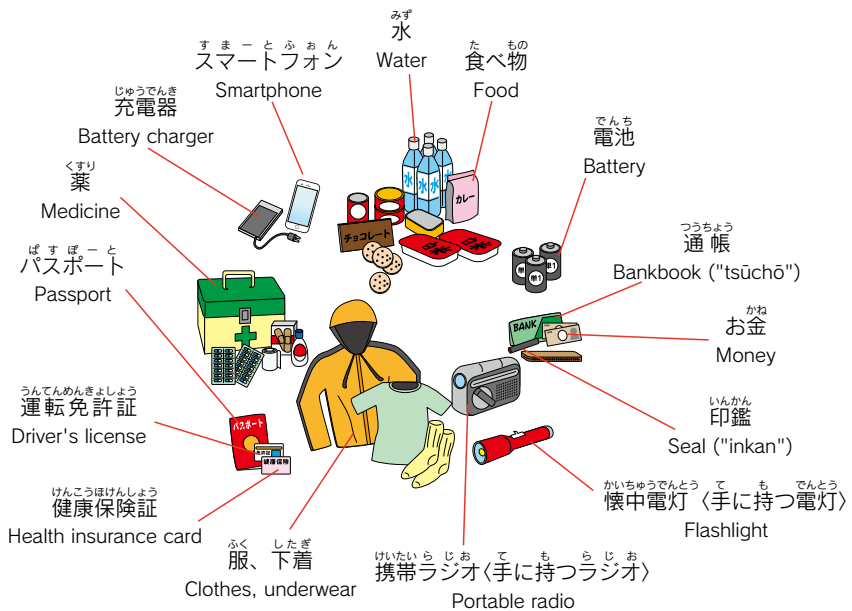 みず
水
Water
た もの
食べ物
Food
すまーとふぉん
スマートフォン
Smartphone
じゅうでんき
充電器
Battery charger
でんち
電池
Battery
くすり
薬
Medicine
つうちょう
通帳
Bankbook ("tsūchō")
ぱすぽーと
パスポート
Passport
かね
お金
Money
うんてんめんきょしょう
運転免許証
Driver's license
いんかん
印鑑
Seal ("inkan")
けんこうほけんしょう
健康保険証
Health insurance card
かいちゅうでんとう て も でんとう
懐中電灯〈手に持つ電灯〉
Flashlight
ふく したぎ
服、下着
Clothes, underwear
けいたいらじお て も らじお
携帯ラジオ〈手に持つラジオ〉
Portable radio
水
水
水
カレー
チョコレート
単1
単1
BANK
パスポート
健康保険